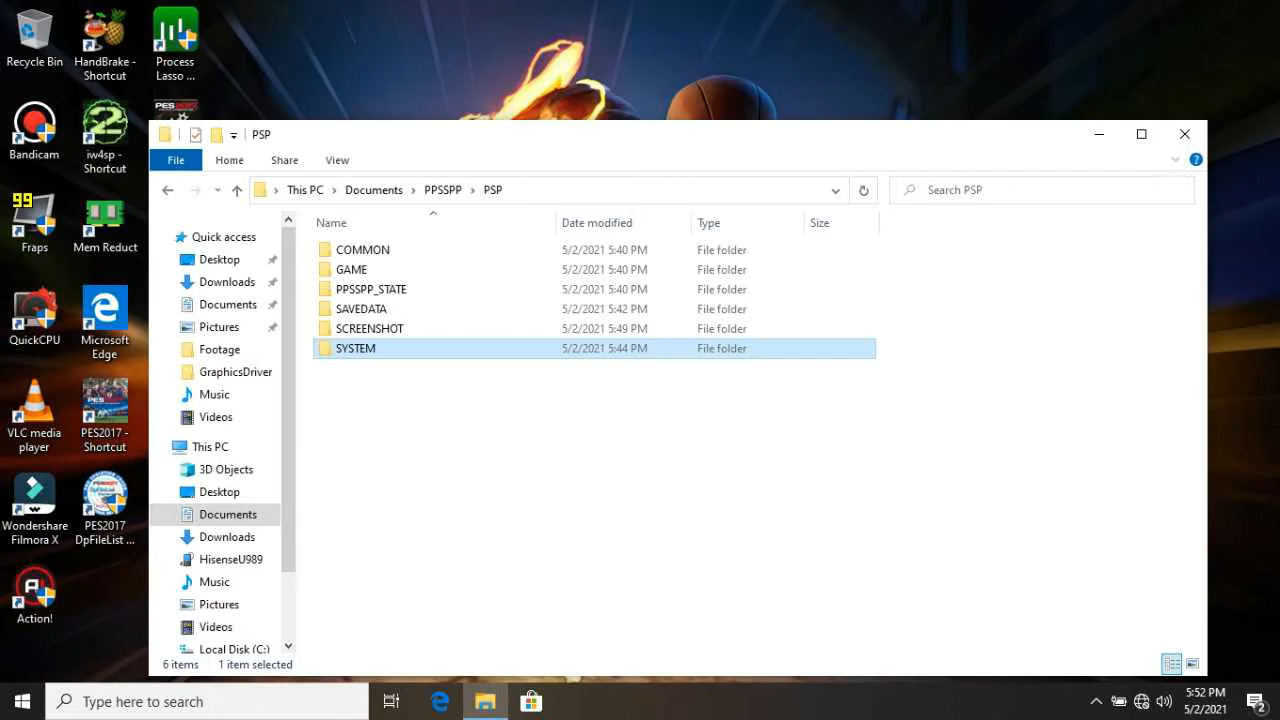 Recycle Bin
HandBrake -
Shortcut
Process
Lasso ...
Bandicam
2
iw4sp -
Shortcut
PES2017
99
Fraps
Mem Reduct
QuickCPU
Microsoft
Edge
VLC media
player
PES2017 -
Shortcut
Wondershare
Filmora X
PES2017
DpFileList ...
Action!
PSP
File Home Share View
This PC > Documents > PPSSPP > PSP
Search PSP
Name Date modified Type Size
COMMON 5/2/2021 5:40 PM File folder
GAME 5/2/2021 5:40 PM File folder
PPSSPP_STATE 5/2/2021 5:40 PM File folder
SAVEDATA 5/2/2021 5:42 PM File folder
SCREENSHOT 5/2/2021 5:49 PM File folder
SYSTEM 5/2/2021 5:44 PM File folder
Quick access
Desktop
Downloads
Documents
Pictures
Footage
GraphicsDriver
Music
Videos
This PC
3D Objects
Desktop
Documents
Downloads
HisenseU989
Music
Pictures
Videos
Local Disk (C:)
6 items 1 item selected
Type here to search
5:52 PM
5/2/2021
2